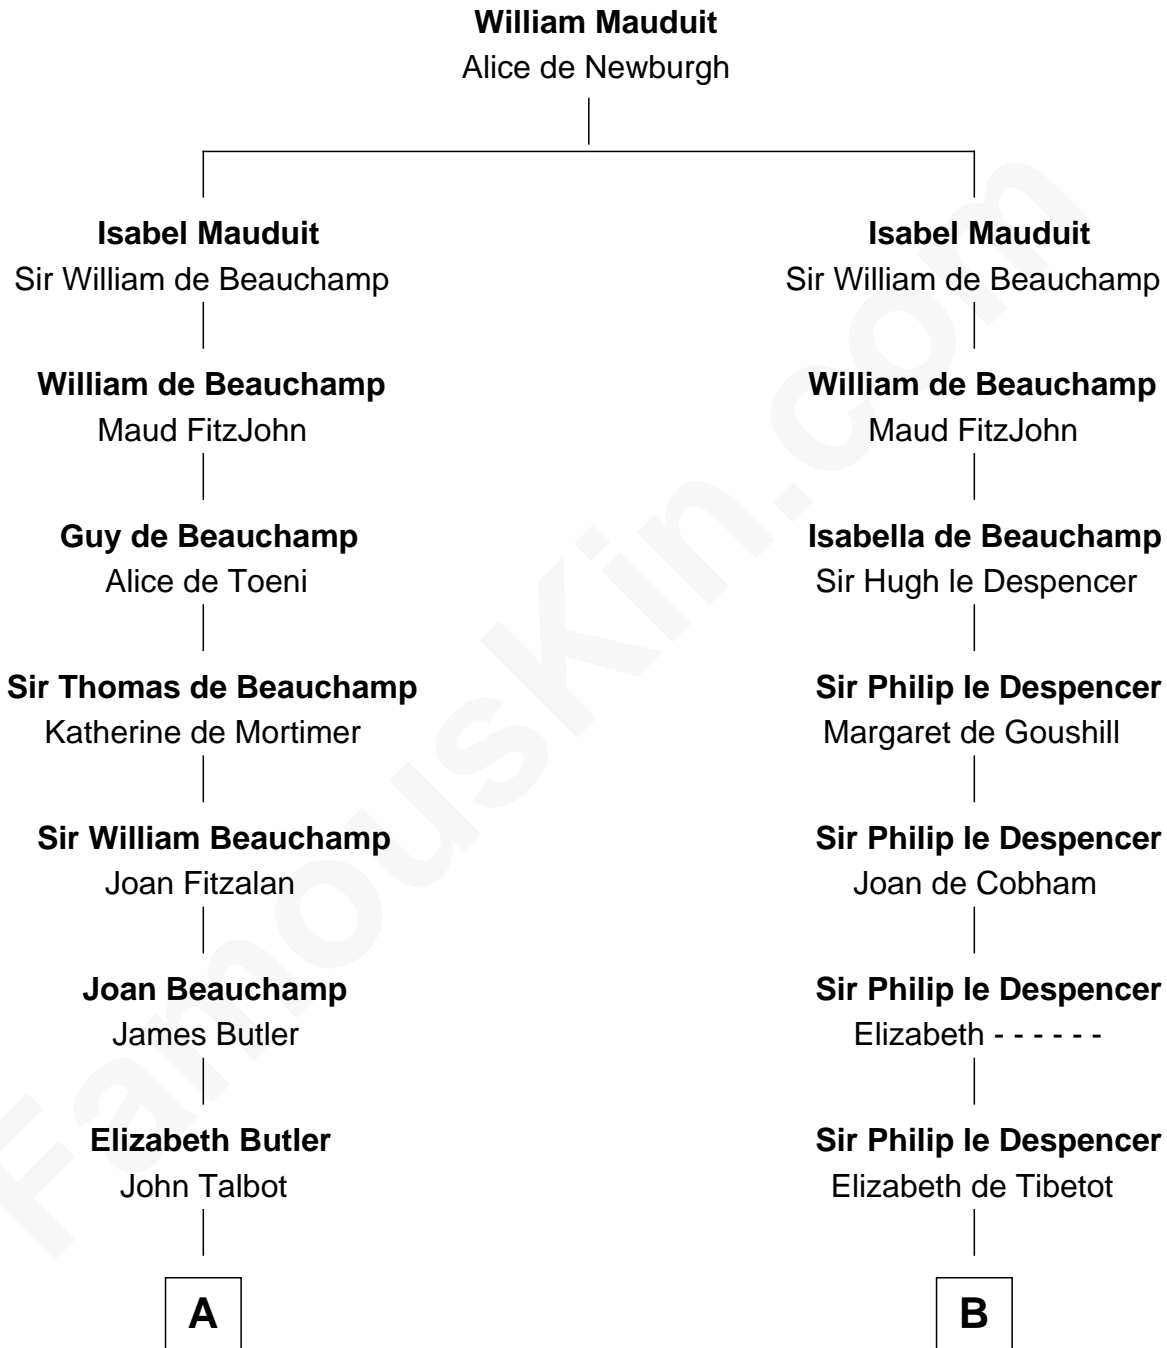 William Mauduit
Alice de Newburgh
Isabel Mauduit
Sir William de Beauchamp
Isabel Mauduit
Sir William de Beauchamp
William de Beauchamp
Maud FitzJohn
William de Beauchamp
Maud FitzJohn
Guy de Beauchamp
Alice de Toeni
Isabella de Beauchamp
Sir Hugh le Despencer
Sir Thomas de Beauchamp
Katherine de Mortimer
Sir Philip le Despencer
Margaret de Goushill
Sir William Beauchamp
Joan Fitzalan
Sir Philip le Despencer
Joan de Cobham
Joan Beauchamp
James Butler
Sir Philip le Despencer
Elizabeth - - - - - -
Elizabeth Butler
John Talbot
Sir Philip le Despencer
Elizabeth de Tibetot
A
B
FamousKin.com